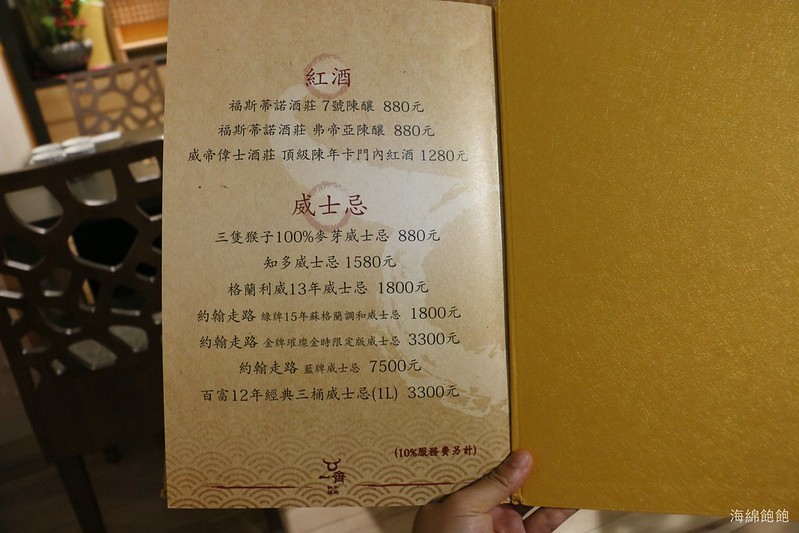 紅酒
福斯蒂諾酒莊 7號陳釀 880元
福斯蒂諾酒莊 弗帝亞陳釀 880元
威帝偉士酒莊 頂級陳年卡門內紅酒 1280元
威士忌
三隻猴子100%麥芽威士忌 880元
知多威士忌 1580元
格蘭利威13年威士忌 1800元
約翰走路 綠牌15年蘇格蘭調和威士忌 1800元
約翰走路 金牌璀璨金時限定版威士忌 3300元
約翰走路 藍牌威士忌 7500元
百富12年經典三桶威士忌(1L) 3300元
(10%服務費另計)
一齊
海綿飽飽